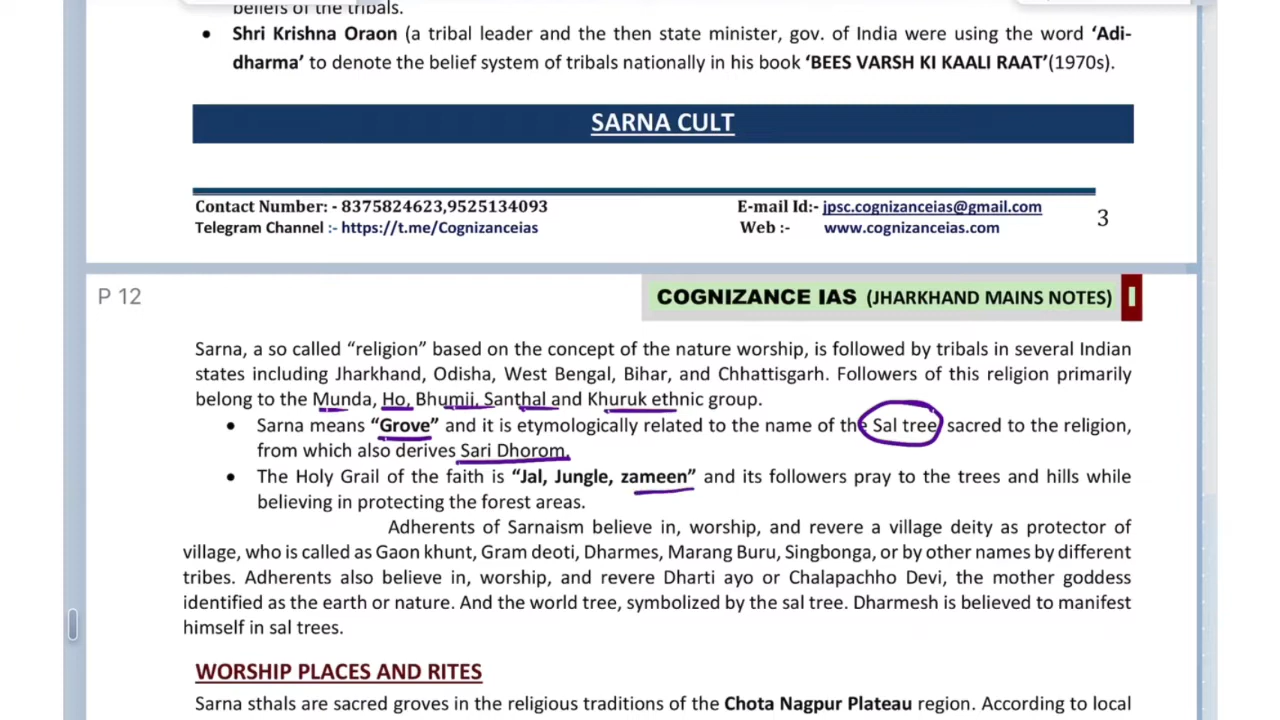 beliefs of the tribals.
• Shri Krishna Oraon (a tribal leader and the then state minister, gov. of India were using the word ‘Adi-
dharma’ to denote the belief system of tribals nationally in his book ‘BEES VARSH KI KAALI RAAT’(1970s).
SARNA CULT
Contact Number: - 8375824623,9525134093
E-mail Id:- jpsc.cognizanceias@gmail.com
3
Telegram Channel :- https://t.me/Cognizanceias
Web :- www.cognizanceias.com
P 12
COGNIZANCE IAS (JHARKHAND MAINS NOTES)
Sarna, a so called “religion” based on the concept of the nature worship, is followed by tribals in several Indian
states including Jharkhand, Odisha, West Bengal, Bihar, and Chhattisgarh. Followers of this religion primarily
belong to the Munda, Ho, Bhumij, Santhal and Khuruk ethnic group.
• Sarna means “Grove” and it is etymologically related to the name of the Sal tree sacred to the religion,
from which also derives Sari Dhorom.
• The Holy Grail of the faith is “Jal, Jungle, zameen” and its followers pray to the trees and hills while
believing in protecting the forest areas.
Adherents of Sarnaism believe in, worship, and revere a village deity as protector of
village, who is called as Gaon khunt, Gram deoti, Dharmes, Marang Buru, Singbonga, or by other names by different
tribes. Adherents also believe in, worship, and revere Dharti ayo or Chalapachho Devi, the mother goddess
identified as the earth or nature. And the world tree, symbolized by the sal tree. Dharmesh is believed to manifest
himself in sal trees.
WORSHIP PLACES AND RITES
Sarna sthals are sacred groves in the religious traditions of the Chota Nagpur Plateau region. According to local